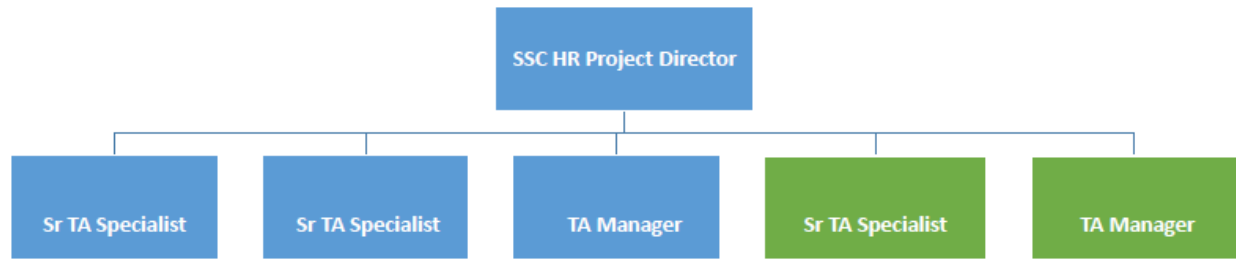 SSC HR Project Director
Sr TA Specialist
Sr TA Specialist
TA Manager
Sr TA Specialist
TA Manager